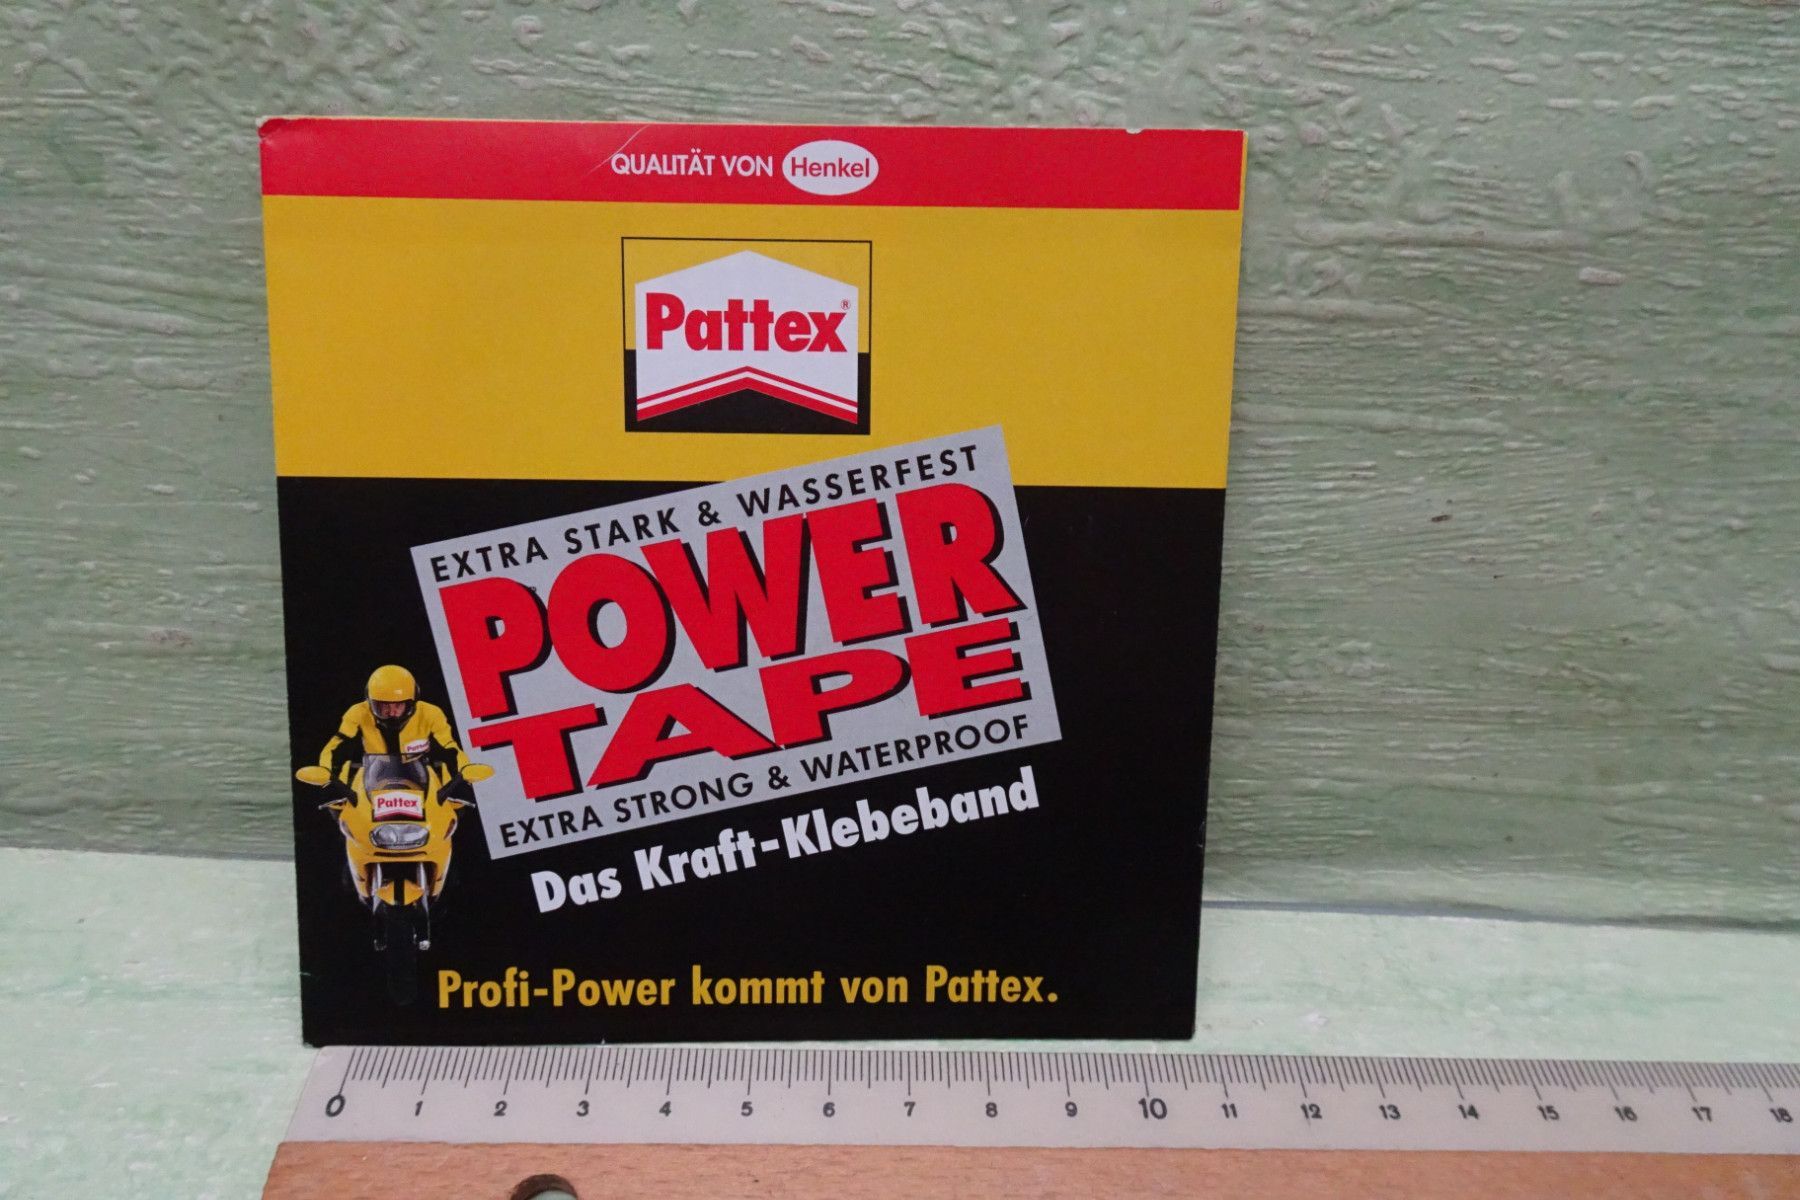 QUALITÄT VON Henkel
Pattex®
EXTRA STARK & WASSERFEST
POWER
TAPE
EXTRA STRONG & WATERPROOF
Das Kraft-Klebeband
Pattex
Pattex
Profi-Power kommt von Pattex.
0 1 2 3 4 5 6 7 8 9 10 11 12 13 14 15 16 17 18